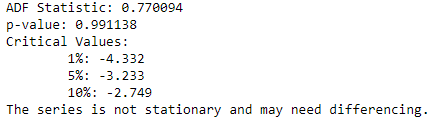 ADF Statistic: 0.770094
p-value: 0.991138
Critical Values:
	1%: -4.332
	5%: -3.233
	10%: -2.749
The series is not stationary and may need differencing.